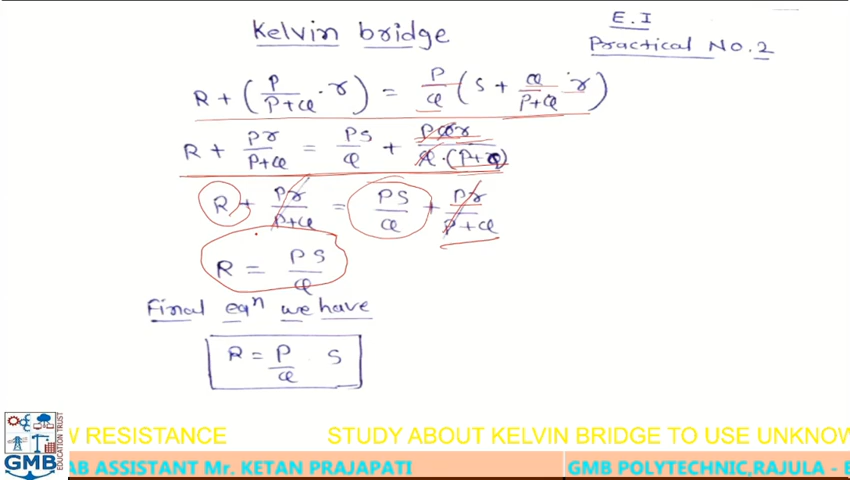 E.I
Practical No.2
Kelvin bridge
R + (P/P+Q · r) = P/Q (S + Q/P+Q · r)
R + Pr/P+Q = PS/Q + PQr/Q·(P+Q)
R + Pr/P+Q = PS/Q + Pr/P+Q
R = PS/Q
Final eqn we have
R = P/Q S
W RESISTANCE STUDY ABOUT KELVIN BRIDGE TO USE UNKNOW
AB ASSISTANT Mr. KETAN PRAJAPATI GMB POLYTECHNIC,RAJULA - E
GMB
EDUCATION TRUST